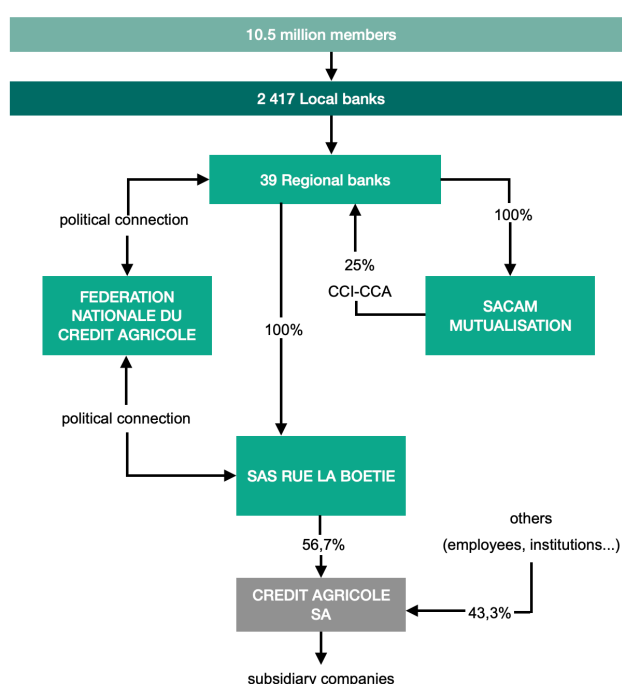 10.5 million members
2 417 Local banks
39 Regional banks
political connection
100%
25%
CCI-CCA
FEDERATION
NATIONALE DU
CREDIT AGRICOLE
SACAM
MUTUALISATION
100%
political connection
SAS RUE LA BOETIE
others
(employees, institutions...)
56,7%
CREDIT AGRICOLE
SA
43,3%
subsidiary companies